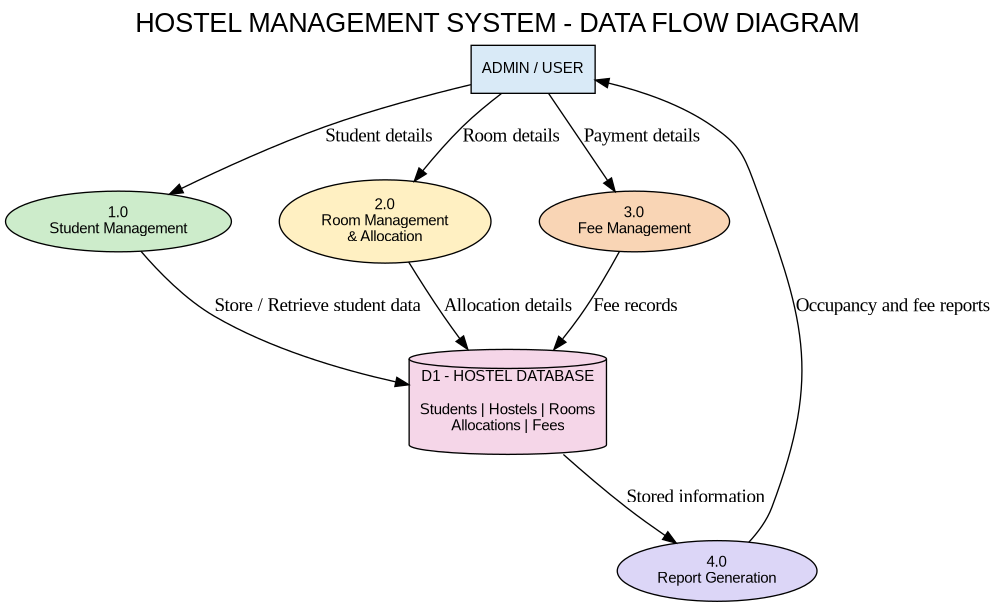 HOSTEL MANAGEMENT SYSTEM - DATA FLOW DIAGRAM
ADMIN / USER
Student details
Room details
Payment details
1.0
Student Management
2.0
Room Management
& Allocation
3.0
Fee Management
Store / Retrieve student data
Allocation details
Fee records
Occupancy and fee reports
D1 - HOSTEL DATABASE
Students | Hostels | Rooms
Allocations | Fees
Stored information
4.0
Report Generation